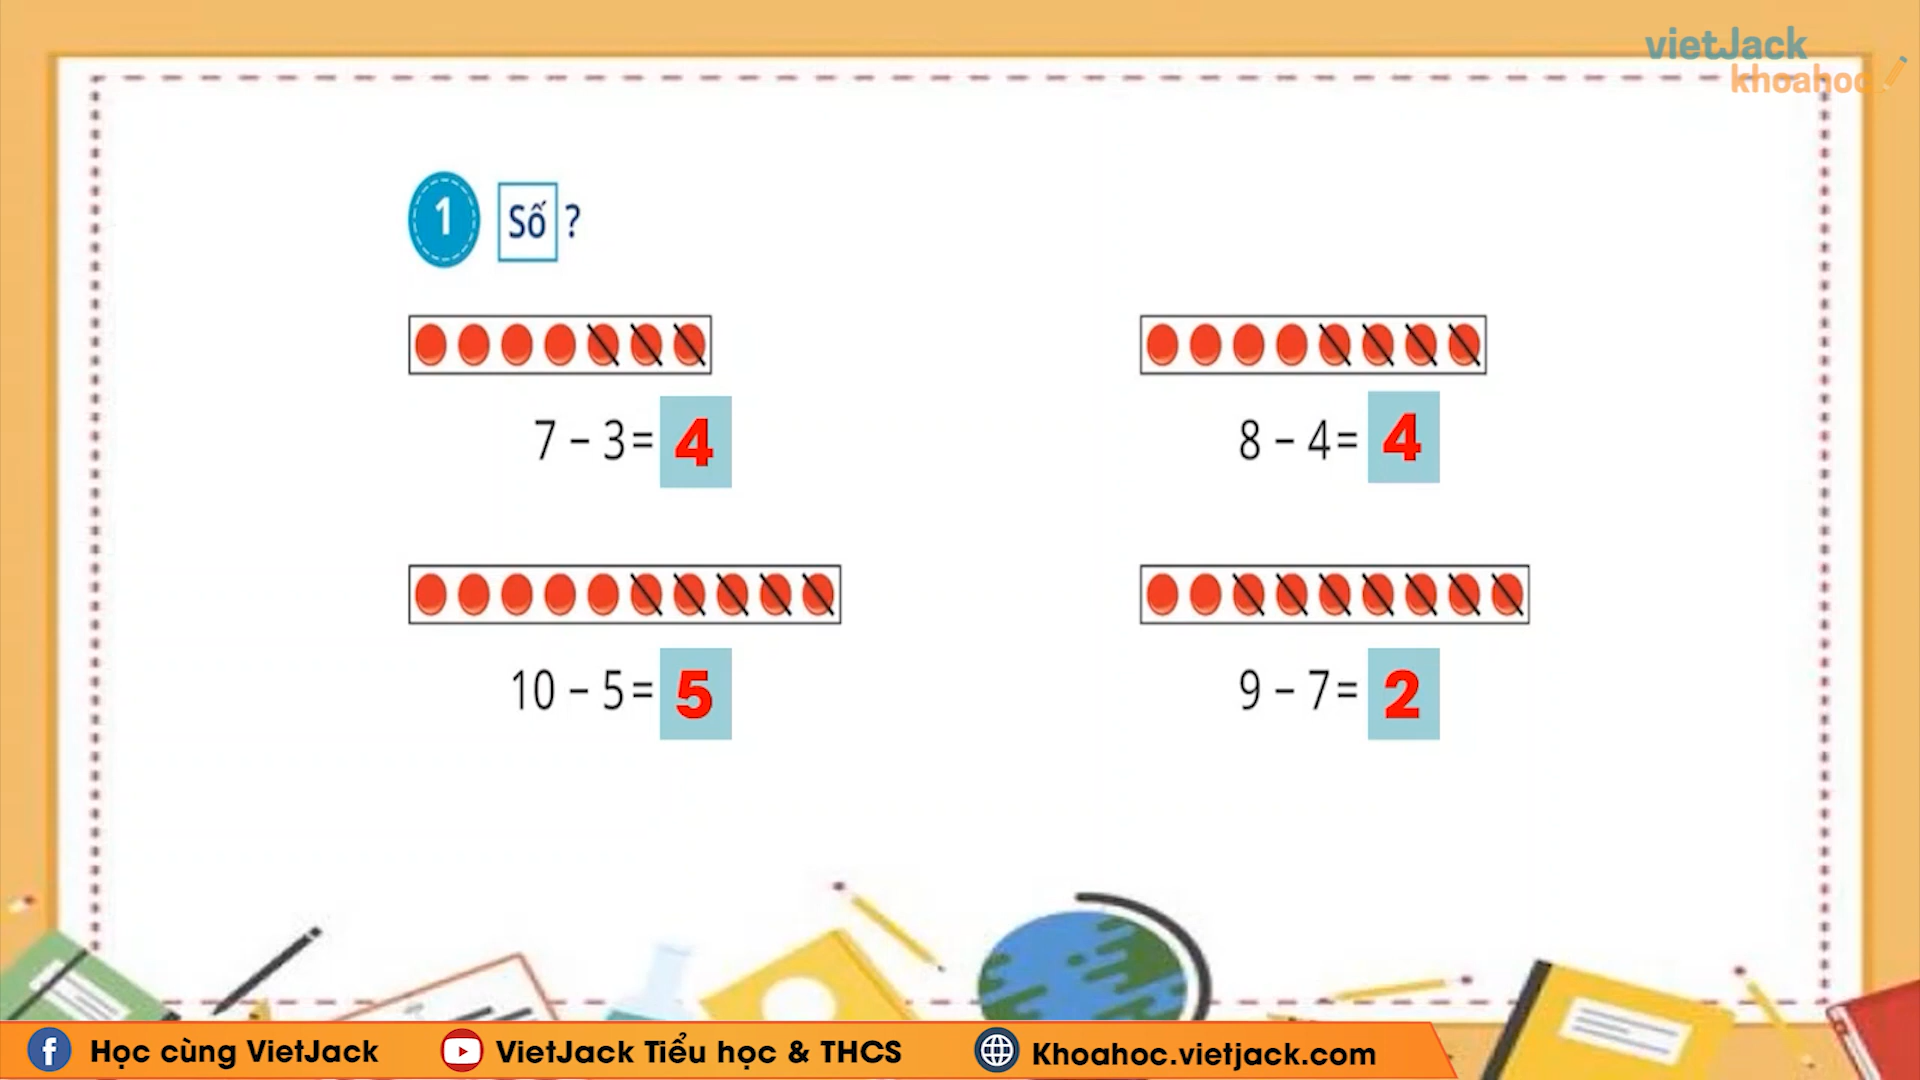 vietJack
khoahoc
1 Số ?
7 – 3 = 4
8 – 4 = 4
10 – 5 = 5
9 – 7 = 2
Học cùng VietJack
VietJack Tiểu học & THCS
Khoahoc.vietjack.com